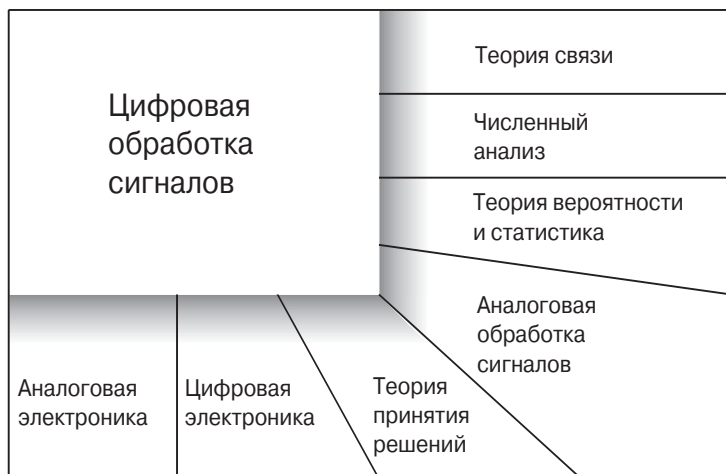 Цифровая
обработка
сигналов
Теория связи
Численный
анализ
Теория вероятности
и статистика
Аналоговая
обработка
сигналов
Теория
принятия
решений
Цифровая
электроника
Аналоговая
электроника